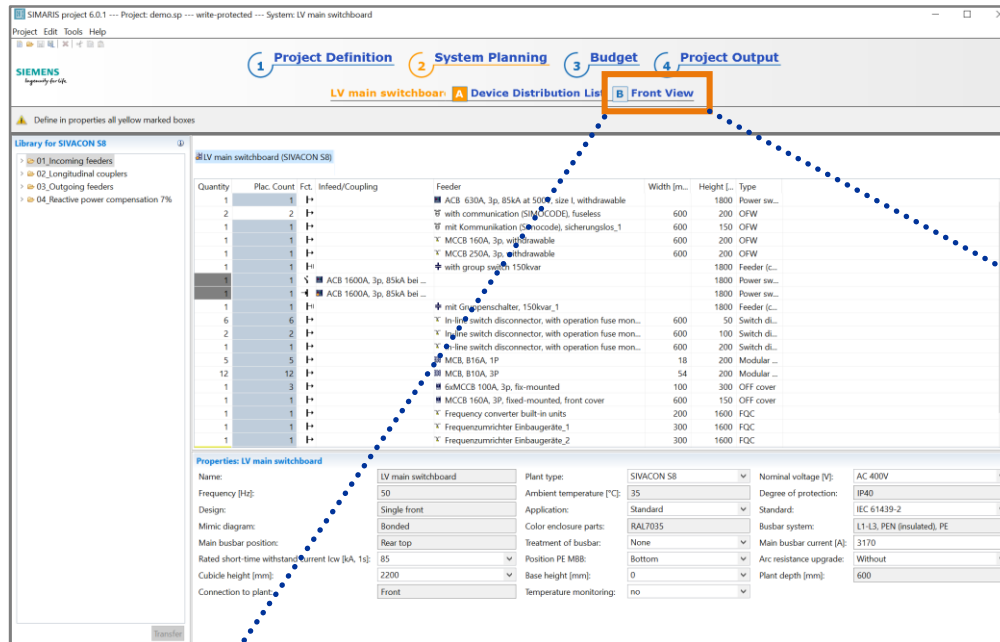 SIMARIS project 6.0.1 --- Project: demo.sp --- write-protected --- System: LV main switchboard
Project Edit Tools Help
SIEMENS
Ingenuity for life
1 Project Definition 2 System Planning 3 Budget 4 Project Output
LV main switchboar A Device Distribution List B Front View
Define in properties all yellow marked boxes
Library for SIVACON S8
01_Incoming feeders
02_Longitudinal couplers
03_Outgoing feeders
04_Reactive power compensation 7%
LV main switchboard (SIVACON S8)
Quantity Plac. Count Fct. Infeed/Coupling Feeder Width [m... Height [... Type
1 1 ACB 630A, 3p, 85kA at 500V, size I, withdrawable 1800 Power sw...
2 2 with communication (SIMOCODE), fuseless 600 200 OFW
1 1 mit Kommunikation (Simocode), sicherungslos_1 600 150 OFW
1 1 MCCB 160A, 3p, withdrawable 600 200 OFW
1 1 MCCB 250A, 3p, withdrawable 600 200 OFW
1 1 with group switch 150kvar 1800 Feeder (c...
1 1 ACB 1600A, 3p, 85kA bei ... 1800 Power sw...
1 1 ACB 1600A, 3p, 85kA bei ... 1800 Power sw...
1 1 mit Gruppenschalter, 150kvar_1 1800 Feeder (c...
6 6 In-line switch disconnector, with operation fuse mon... 600 50 Switch di...
2 2 In-line switch disconnector, with operation fuse mon... 600 100 Switch di...
1 1 In-line switch disconnector, with operation fuse mon... 600 200 Switch di...
5 5 MCB, B16A, 1P 18 200 Modular ...
12 12 MCB, B10A, 3P 54 200 Modular ...
1 3 6xMCCB 100A, 3p, fix-mounted 100 300 OFF cover
1 1 MCCB 160A, 3P, fixed-mounted, front cover 600 150 OFF cover
1 1 Frequency converter built-in units 200 1600 FQC
1 1 Frequenzumrichter Einbaugeräte_1 300 1600 FQC
1 1 Frequenzumrichter Einbaugeräte_2 300 1600 FQC
Properties: LV main switchboard
Name: LV main switchboard Plant type: SIVACON S8 Nominal voltage [V]: AC 400V
Frequency [Hz]: 50 Ambient temperature [°C]: 35 Degree of protection: IP40
Design: Single front Application: Standard Standard: IEC 61439-2
Mimic diagram: Bonded Color enclosure parts: RAL7035 Busbar system: L1-L3, PEN (insulated), PE
Main busbar position: Rear top Treatment of busbar: None Main busbar current [A]: 3170
Rated short-time withstand current Icw [kA, 1s]: 85 Position PE MBB: Bottom Arc resistance upgrade: Without
Cubicle height [mm]: 2200 Base height [mm]: 0 Plant depth [mm]: 600
Connection to plant: Front Temperature monitoring: no
Transfer